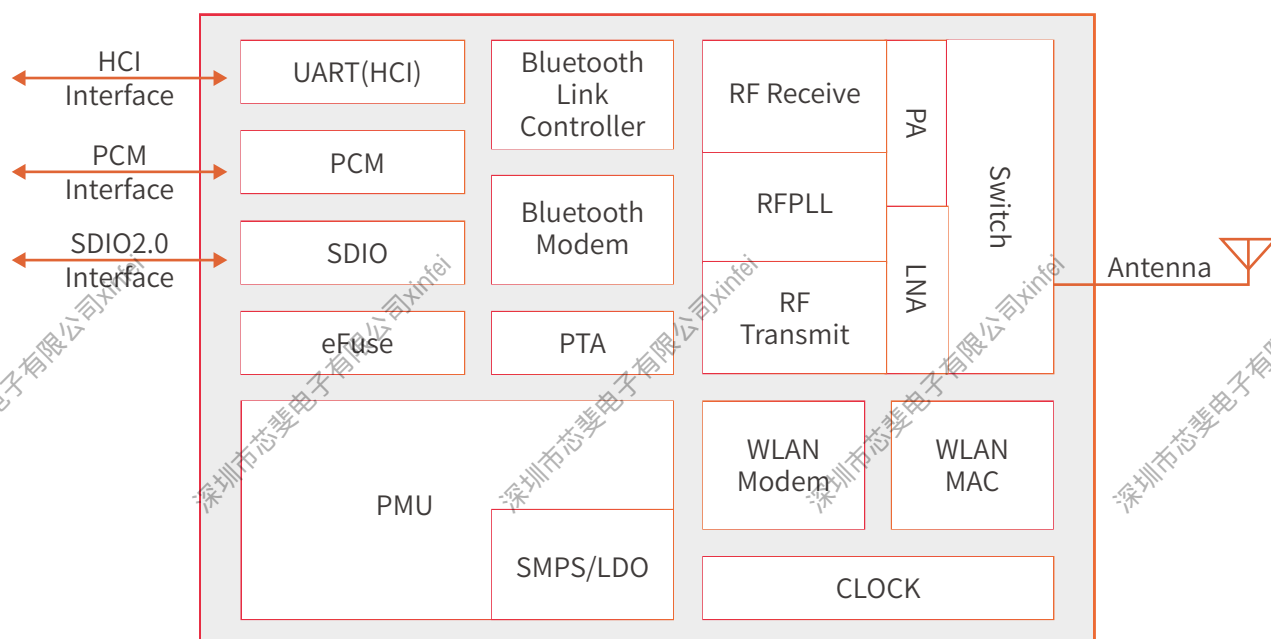 HCI
Interface
PCM
Interface
SDIO2.0
Interface
UART(HCI)
PCM
SDIO
eFuse
Bluetooth
Link
Controller
Bluetooth
Modem
PTA
RF Receive
RFPLL
RF
Transmit
PA
LNA
Switch
Antenna
PMU
SMPS/LDO
WLAN
Modem
WLAN
MAC
CLOCK
电子有限公司xinfei
深圳市芯斐电子有限公司xinfei
深圳市芯斐电子有限公司xinfei
深圳市芯斐电子有限公司xinfei
深圳市芯斐电子有限